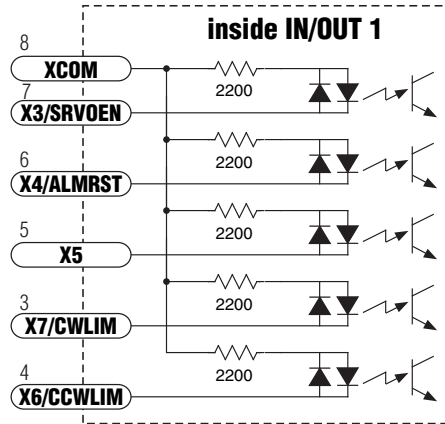 inside IN/OUT 1
8
XCOM
2200
7
X3/SRVOEN
6
2200
X4/ALMRST
5
2200
X5
3
2200
X7/CWLIM
4
2200
X6/CCWLIM